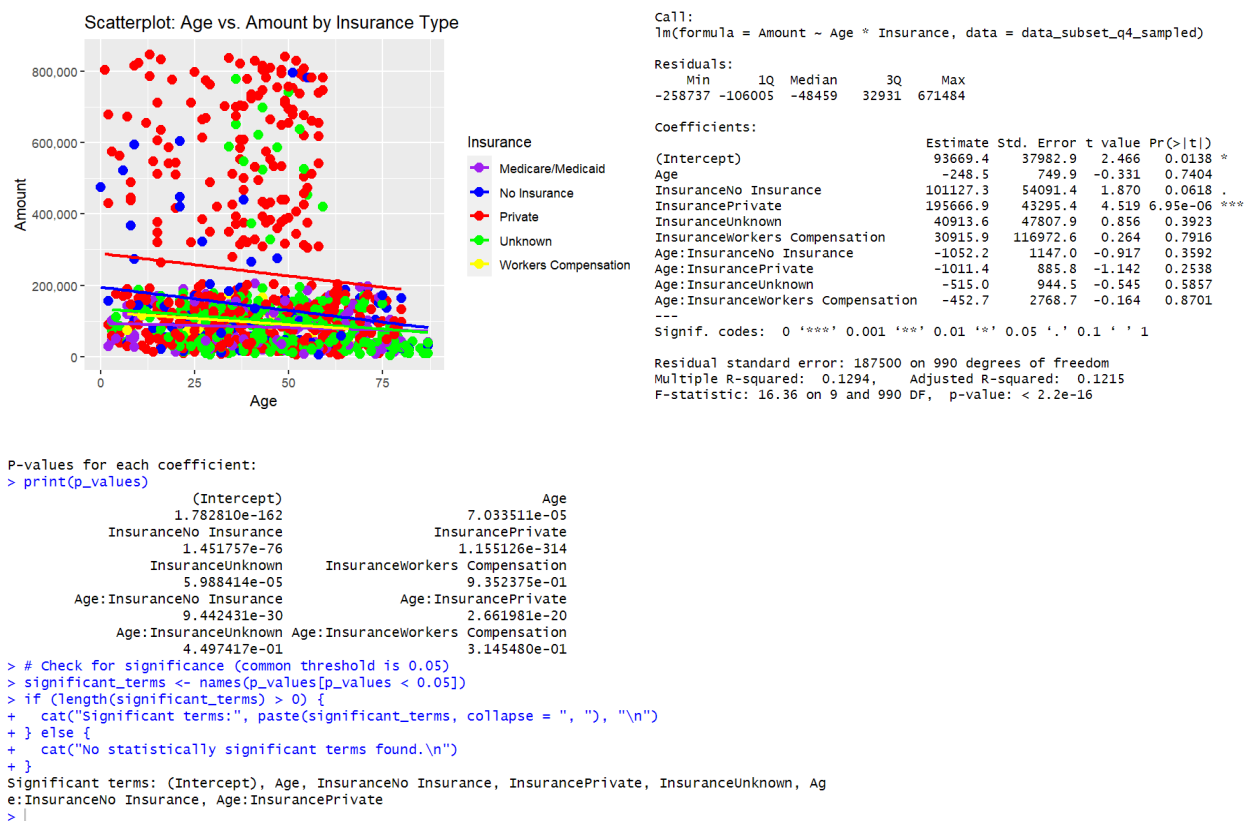 Scatterplot: Age vs. Amount by Insurance Type
Amount
800,000
600,000
400,000
200,000
0
0 25 50 75
Age
Insurance
Medicare/Medicaid
No Insurance
Private
Unknown
Workers Compensation
Call:
lm(formula = Amount ~ Age * Insurance, data = data_subset_q4_sampled)
Residuals:
Min 1Q Median 3Q Max
-258737 -106005 -48459 32931 671484
Coefficients:
Estimate Std. Error t value Pr(>|t|)
(Intercept) 93669.4 37982.9 2.466 0.0138 *
Age -248.5 749.9 -0.331 0.7404
InsuranceNo Insurance 101127.3 54091.4 1.870 0.0618 .
InsurancePrivate 195666.9 43295.4 4.519 6.95e-06 ***
InsuranceUnknown 40913.6 47807.9 0.856 0.3923
InsuranceWorkers Compensation 30915.9 116972.6 0.264 0.7916
Age:InsuranceNo Insurance -1052.2 1147.0 -0.917 0.3592
Age:InsurancePrivate -1011.4 885.8 -1.142 0.2538
Age:InsuranceUnknown -515.0 944.5 -0.545 0.5857
Age:InsuranceWorkers Compensation -452.7 2768.7 -0.164 0.8701
---
Signif. codes: 0 ‘***’ 0.001 ‘**’ 0.01 ‘*’ 0.05 ‘.’ 0.1 ‘ ’ 1
Residual standard error: 187500 on 990 degrees of freedom
Multiple R-squared: 0.1294, Adjusted R-squared: 0.1215
F-statistic: 16.36 on 9 and 990 DF, p-value: < 2.2e-16
P-values for each coefficient:
> print(p_values)
(Intercept) Age
1.782810e-162 7.033511e-05
InsuranceNo Insurance InsurancePrivate
1.451757e-76 1.155126e-314
InsuranceUnknown InsuranceWorkers Compensation
5.988414e-05 9.352375e-01
Age:InsuranceNo Insurance Age:InsurancePrivate
9.442431e-30 2.661981e-20
Age:InsuranceUnknown Age:InsuranceWorkers Compensation
4.497417e-01 3.145480e-01
> # Check for significance (common threshold is 0.05)
> significant_terms <- names(p_values[p_values < 0.05])
> if (length(significant_terms) > 0) {
+ cat("Significant terms:", paste(significant_terms, collapse = ", "), "\n")
+ } else {
+ cat("No statistically significant terms found.\n")
+ }
Significant terms: (Intercept), Age, InsuranceNo Insurance, InsurancePrivate, InsuranceUnknown, Ag
e:InsuranceNo Insurance, Age:InsurancePrivate
>